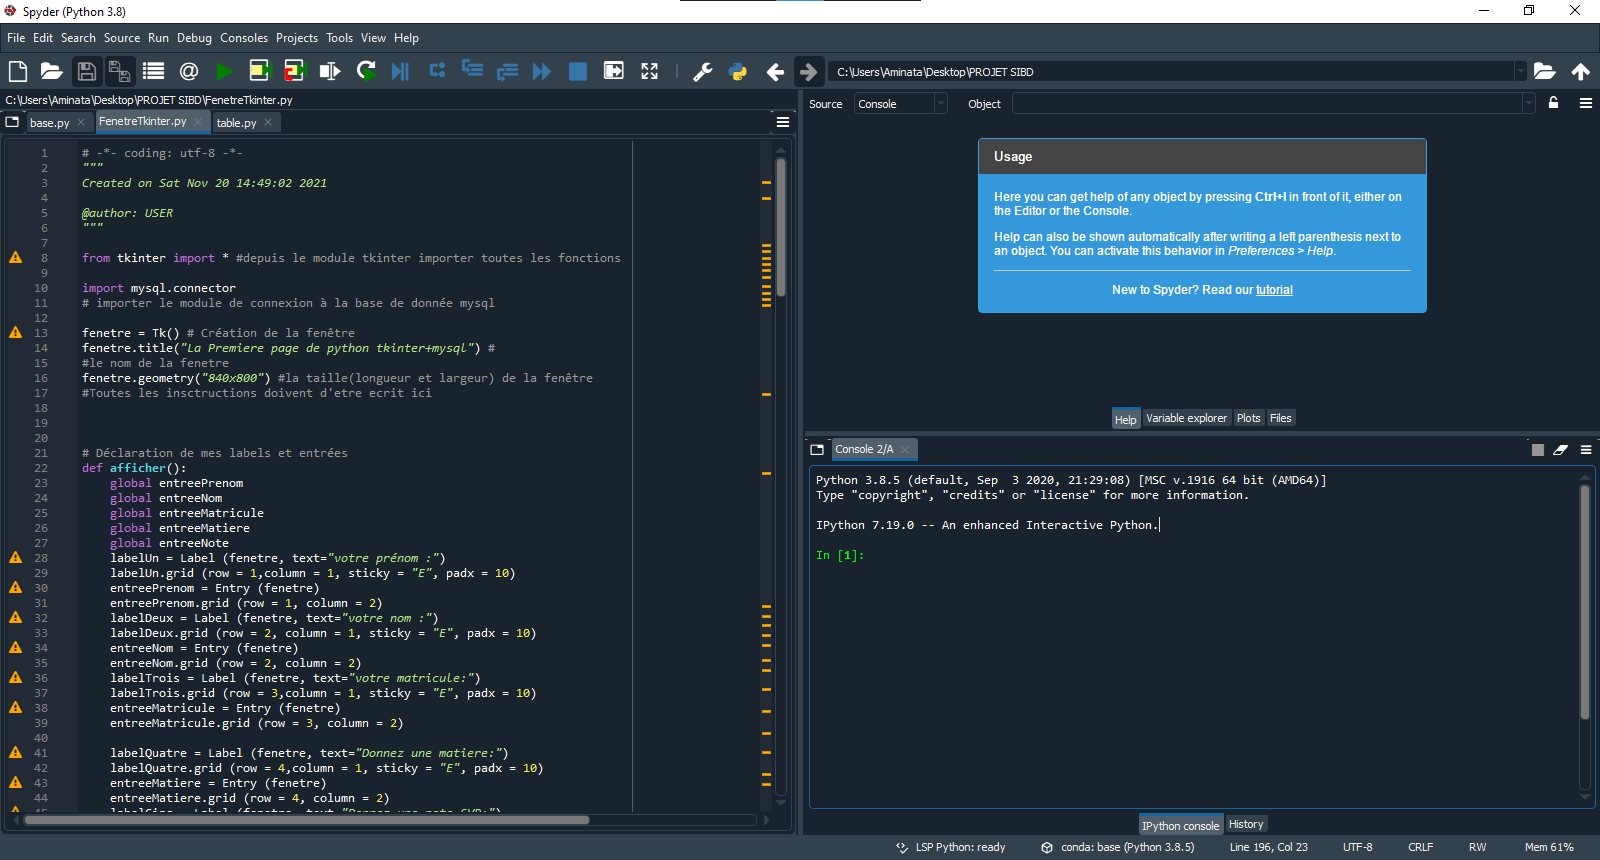 Spyder (Python 3.8)
File Edit Search Source Run Debug Consoles Projects Tools View Help
C:\Users\Aminata\Desktop\PROJET SIBD
C:\Users\Aminata\Desktop\PROJET SIBD\FenetreTkinter.py
base.py FenetreTkinter.py table.py
1 # -*- coding: utf-8 -*-
2 """
3 Created on Sat Nov 20 14:49:02 2021
4
5 @author: USER
6 """
7
8 from tkinter import * #depuis le module tkinter importer toutes les fonctions
9
10 import mysql.connector
11 # importer le module de connexion à la base de donnée mysql
12
13 fenetre = Tk() # Création de la fenêtre
14 fenetre.title("La Premiere page de python tkinter+mysql") #
15 #le nom de la fenetre
16 fenetre.geometry("840x800") #la taille(longueur et largeur) de la fenêtre
17 #Toutes les insctructions doivent d'etre ecrit ici
18
19
20
21 # Déclaration de mes labels et entrées
22 def afficher():
23 global entreePrenom
24 global entreeNom
25 global entreeMatricule
26 global entreeMatiere
27 global entreeNote
28 labelUn = Label (fenetre, text="votre prénom :")
29 labelUn.grid (row = 1,column = 1, sticky = "E", padx = 10)
30 entreePrenom = Entry (fenetre)
31 entreePrenom.grid (row = 1, column = 2)
32 labelDeux = Label (fenetre, text="votre nom :")
33 labelDeux.grid (row = 2, column = 1, sticky = "E", padx = 10)
34 entreeNom = Entry (fenetre)
35 entreeNom.grid (row = 2, column = 2)
36 labelTrois = Label (fenetre, text="votre matricule:")
37 labelTrois.grid (row = 3,column = 1, sticky = "E", padx = 10)
38 entreeMatricule = Entry (fenetre)
39 entreeMatricule.grid (row = 3, column = 2)
40
41 labelQuatre = Label (fenetre, text="Donnez une matiere:")
42 labelQuatre.grid (row = 4,column = 1, sticky = "E", padx = 10)
43 entreeMatiere = Entry (fenetre)
44 entreeMatiere.grid (row = 4, column = 2)
Source Console Object
Usage
Here you can get help of any object by pressing Ctrl+I in front of it, either on
the Editor or the Console.
Help can also be shown automatically after writing a left parenthesis next to
an object. You can activate this behavior in Preferences > Help.
New to Spyder? Read our tutorial
Help Variable explorer Plots Files
Console 2/A
Python 3.8.5 (default, Sep 3 2020, 21:29:08) [MSC v.1916 64 bit (AMD64)]
Type "copyright", "credits" or "license" for more information.
IPython 7.19.0 -- An enhanced Interactive Python.
In [1]:
IPython console History
LSP Python: ready conda: base (Python 3.8.5) Line 196, Col 23 UTF-8 CRLF RW Mem 61%